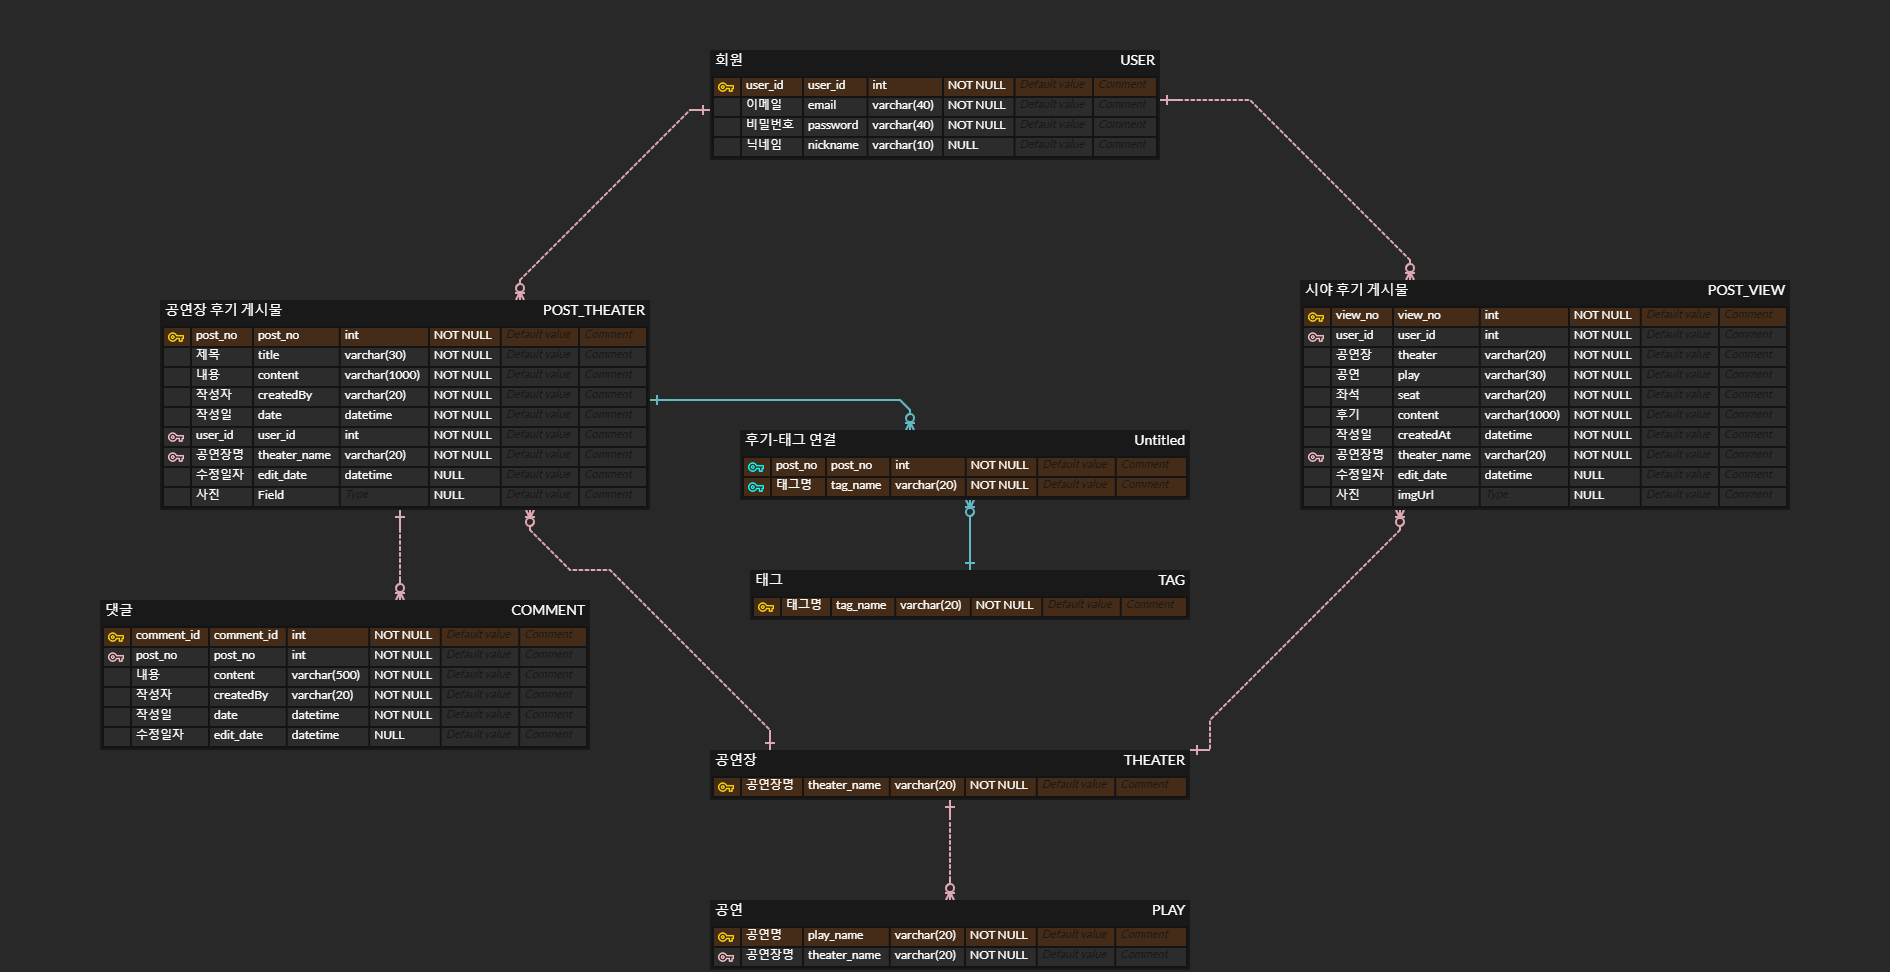 회원 USER
user_id user_id int NOT NULL Default value Comment
이메일 email varchar(40) NOT NULL Default value Comment
비밀번호 password varchar(40) NOT NULL Default value Comment
닉네임 nickname varchar(10) NULL Default value Comment
공연장 후기 게시물 POST_THEATER
post_no post_no int NOT NULL Default value Comment
제목 title varchar(30) NOT NULL Default value Comment
내용 content varchar(1000) NOT NULL Default value Comment
작성자 createdBy varchar(20) NOT NULL Default value Comment
작성일 date datetime NOT NULL Default value Comment
user_id user_id int NOT NULL Default value Comment
공연장명 theater_name varchar(20) NOT NULL Default value Comment
수정일자 edit_date datetime NULL Default value Comment
사진 Field Type NULL Default value Comment
시야 후기 게시물 POST_VIEW
view_no view_no int NOT NULL Default value Comment
user_id user_id int NOT NULL Default value Comment
공연장 theater varchar(20) NOT NULL Default value Comment
공연 play varchar(30) NOT NULL Default value Comment
좌석 seat varchar(20) NOT NULL Default value Comment
후기 content varchar(1000) NOT NULL Default value Comment
작성일 createdAt datetime NOT NULL Default value Comment
공연장명 theater_name varchar(20) NOT NULL Default value Comment
수정일자 edit_date datetime NULL Default value Comment
사진 imgUrl Type NULL Default value Comment
후기-태그 연결 Untitled
post_no post_no int NOT NULL Default value Comment
태그명 tag_name varchar(20) NOT NULL Default value Comment
태그 TAG
태그명 tag_name varchar(20) NOT NULL Default value Comment
댓글 COMMENT
comment_id comment_id int NOT NULL Default value Comment
post_no post_no int NOT NULL Default value Comment
내용 content varchar(500) NOT NULL Default value Comment
작성자 createdBy varchar(20) NOT NULL Default value Comment
작성일 date datetime NOT NULL Default value Comment
수정일자 edit_date datetime NULL Default value Comment
공연장 THEATER
공연장명 theater_name varchar(20) NOT NULL Default value Comment
공연 PLAY
공연명 play_name varchar(20) NOT NULL Default value Comment
공연장명 theater_name varchar(20) NOT NULL Default value Comment